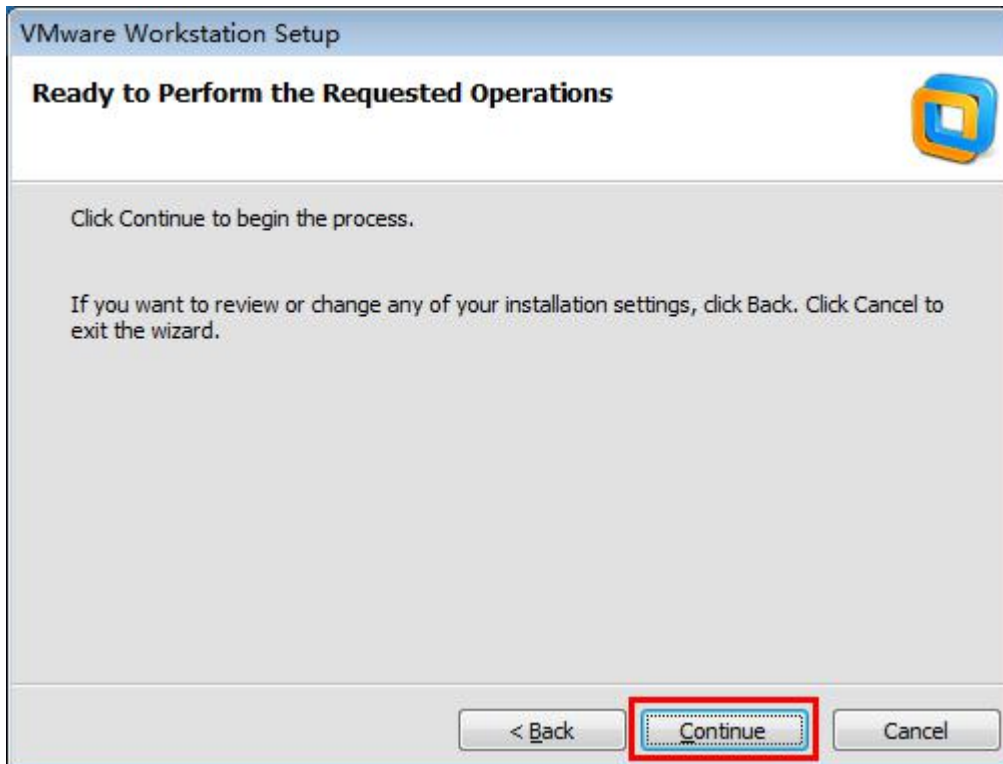 VMware Workstation Setup
Ready to Perform the Requested Operations
Click Continue to begin the process.
If you want to review or change any of your installation settings, click Back. Click Cancel to
exit the wizard.
< Back Continue Cancel